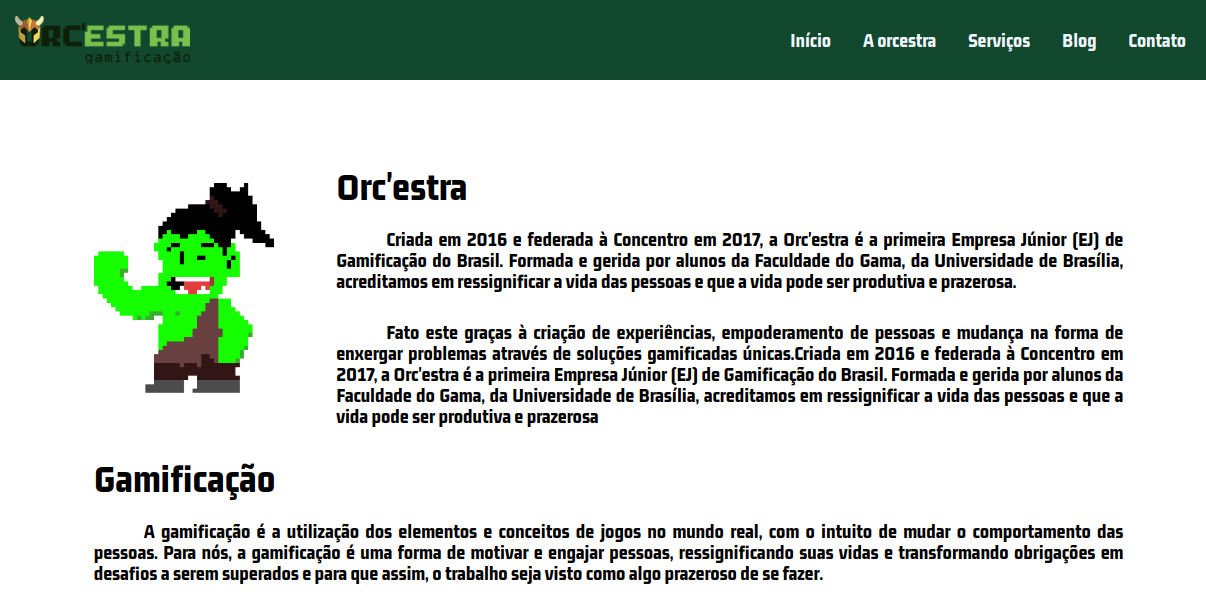 ORC'ESTRA
gamificação
Início A orcestra Serviços Blog Contato
Orc'estra
Criada em 2016 e federada à Concentro em 2017, a Orc'estra é a primeira Empresa Júnior (EJ) de
Gamificação do Brasil. Formada e gerida por alunos da Faculdade do Gama, da Universidade de Brasília,
acreditamos em ressignificar a vida das pessoas e que a vida pode ser produtiva e prazerosa.
Fato este graças à criação de experiências, empoderamento de pessoas e mudança na forma de
enxergar problemas através de soluções gamificadas únicas.Criada em 2016 e federada à Concentro em
2017, a Orc'estra é a primeira Empresa Júnior (EJ) de Gamificação do Brasil. Formada e gerida por alunos da
Faculdade do Gama, da Universidade de Brasília, acreditamos em ressignificar a vida das pessoas e que a
vida pode ser produtiva e prazerosa
Gamificação
A gamificação é a utilização dos elementos e conceitos de jogos no mundo real, com o intuito de mudar o comportamento das
pessoas. Para nós, a gamificação é uma forma de motivar e engajar pessoas, ressignificando suas vidas e transformando obrigações em
desafios a serem superados e para que assim, o trabalho seja visto como algo prazeroso de se fazer.